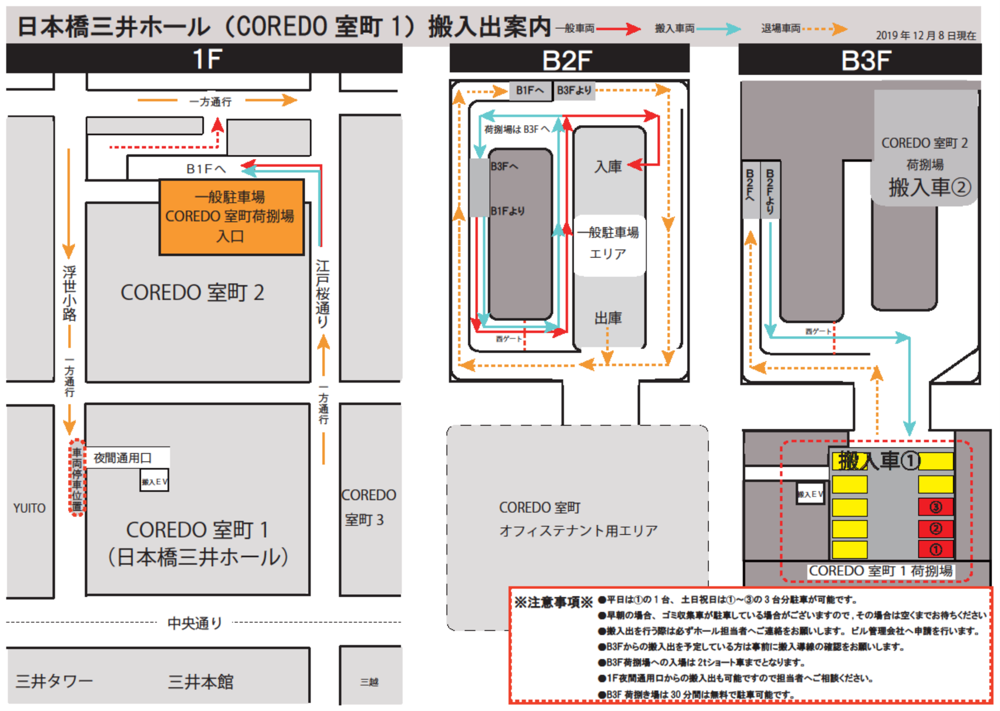 日本橋三井ホール（COREDO 室町 1）搬入出案内
一般車両
搬入車両
退場車両
2019 年 12 月 8 日現在
1F
一方通行
B1Fへ
一般駐車場
COREDO 室町荷捌場
入口
浮世小路
江戸桜通り
COREDO 室町 2
一方通行
一方通行
車両停車位置
夜間通用口
搬入EV
YUITO
COREDO 室町 1
（日本橋三井ホール）
COREDO
室町 3
中央通り
三井タワー
三井本館
三越
B2F
B1Fへ
B3Fより
荷捌場は B3F へ
B3Fへ
入庫
B1Fより
一般駐車場
エリア
出庫
西ゲート
COREDO 室町
オフィステナント用エリア
B3F
COREDO 室町 2
荷捌場
搬入車②
B2Fへ
B2Fより
西ゲート
搬入車①
搬入EV
③
②
①
COREDO 室町 1 荷捌場
※注意事項※
●平日は①の 1 台、土日祝日は①～③の 3 台分駐車が可能です。
●早朝の場合、ゴミ収集車が駐車している場合がございますので,その場合は空くまでお待ちください
●搬入出を行う際は必ずホール担当者へご連絡をお願いします。ビル管理会社へ申請を行います。
●B3Fからの搬入出を予定している方は事前に搬入導線の確認をお願いします。
●B3F荷捌場への入場は 2tショート車までとなります。
●1F夜間通用口からの搬入出も可能ですので担当者へご相談ください。
●B3F 荷捌き場は 30 分間は無料で駐車可能です。